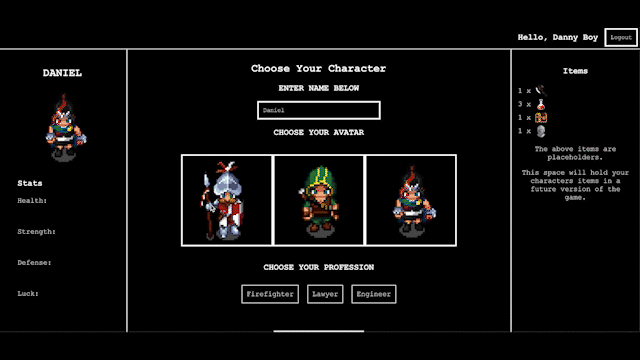 Hello, Danny Boy
Logout
DANIEL
Stats
Health:
Strength:
Defense:
Luck:
Choose Your Character
ENTER NAME BELOW
Daniel
CHOOSE YOUR AVATAR
CHOOSE YOUR PROFESSION
Firefighter
Lawyer
Engineer
Items
1 x
3 x
1 x
1 x
The above items are
placeholders.
This space will hold your
characters items in a
future version of the
game.